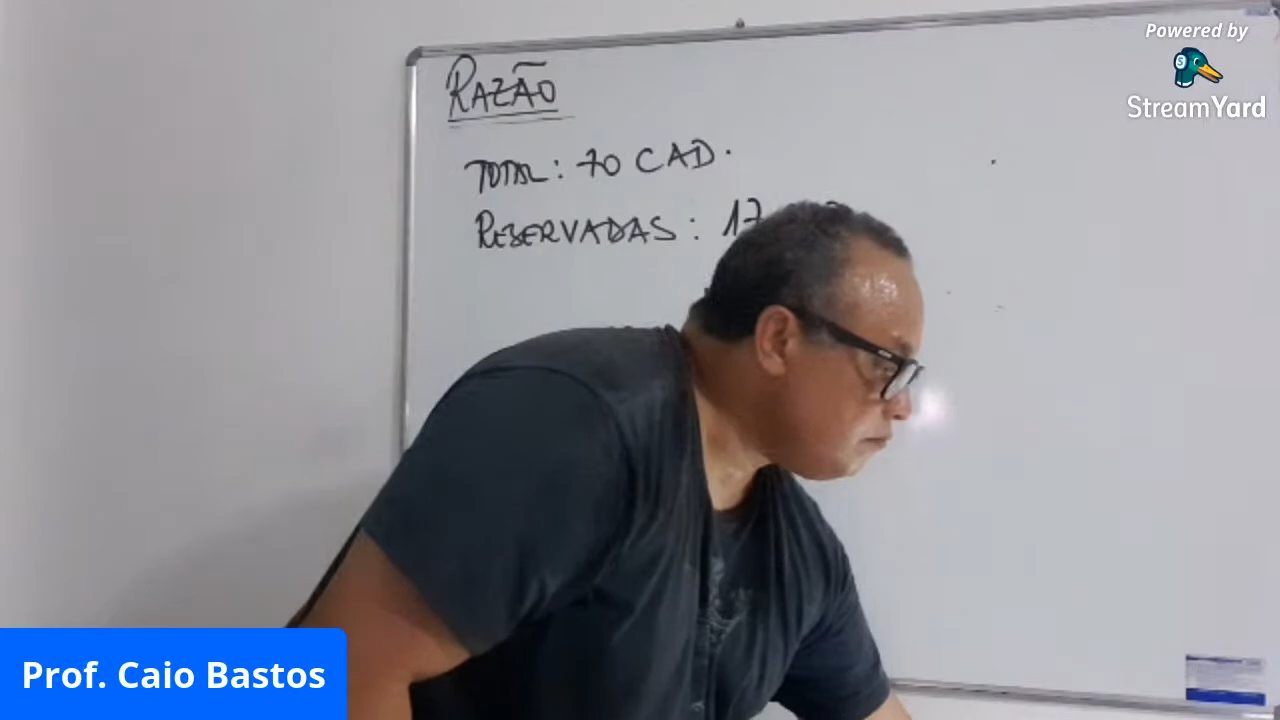 Powered by
StreamYard
RAZÃO
TOTAL: 70 CAD.
RESERVADAS: 17
Prof. Caio Bastos